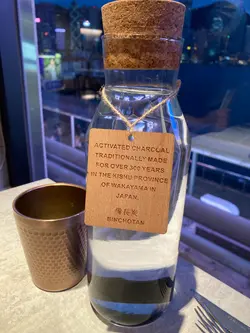 ACTIVATED CHARCOAL
TRADITIONALLY MADE
FOR OVER 300 YEARS
IN THE KISHU PROVINCE
OF WAKAYAMA IN
JAPAN.
備長炭
BINCHOTAN